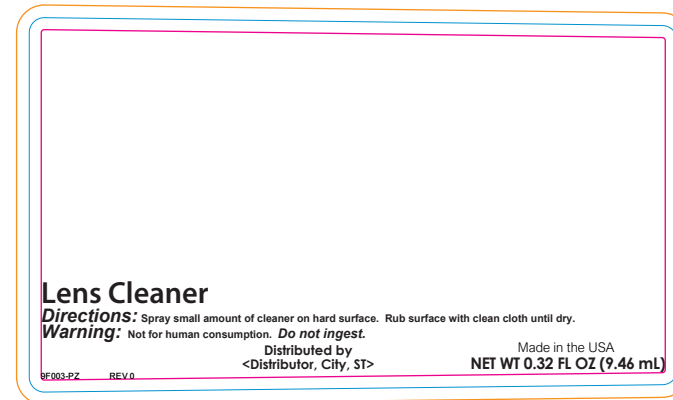 Lens Cleaner
Directions: Spray small amount of cleaner on hard surface. Rub surface with clean cloth until dry.
Warning: Not for human consumption. Do not ingest.
Distributed by
<Distributor, City, ST>
Made in the USA
NET WT 0.32 FL OZ (9.46 mL)
9F003-PZ REV 0